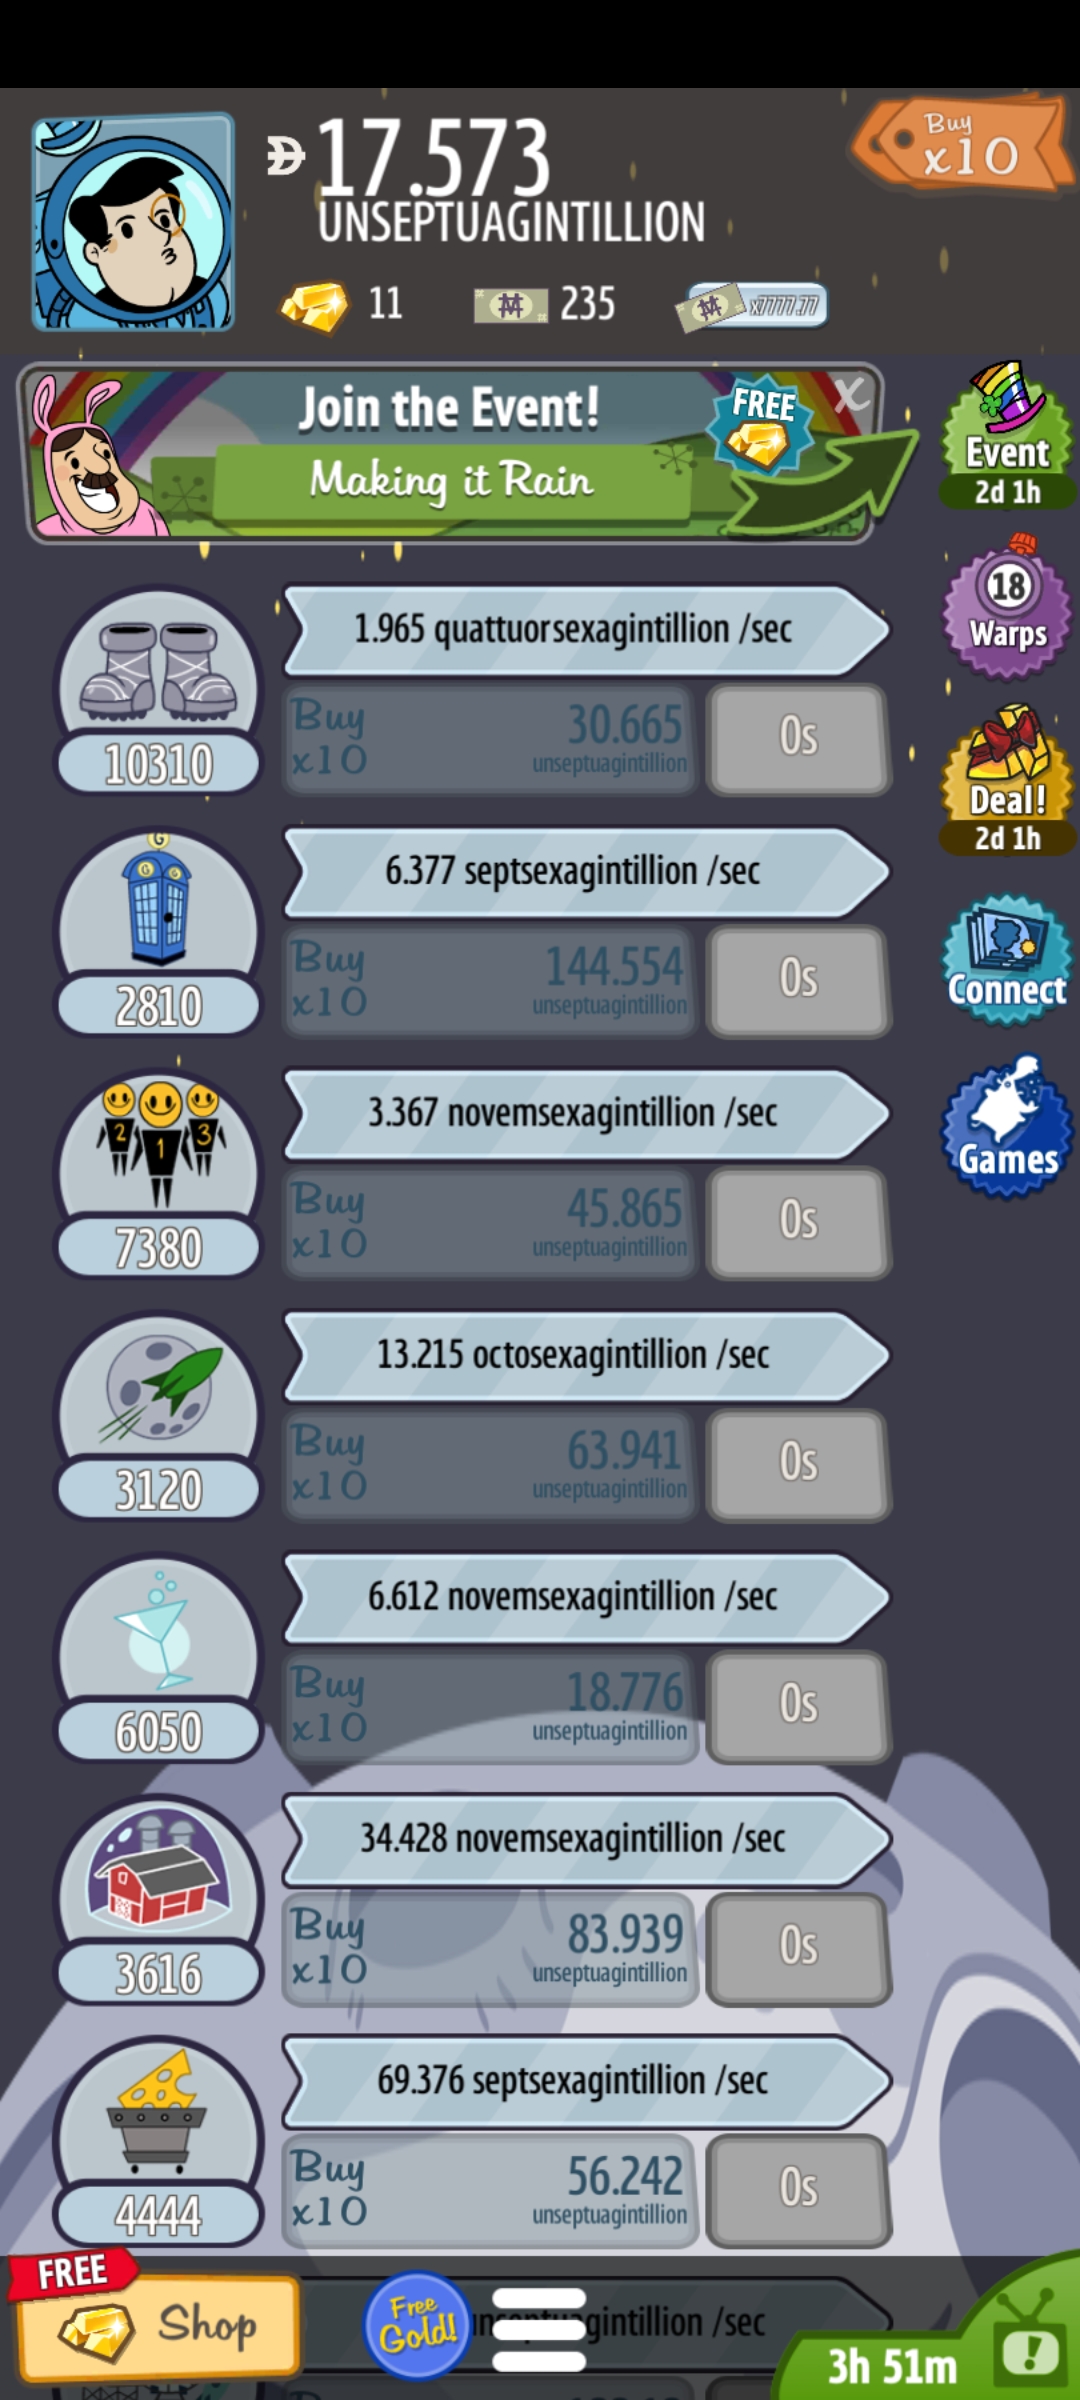 17.573
UNSEPTUAGINTILLION
Buy
x10
11
235
x7777.77
Join the Event!
Making it Rain
FREE
X
Event
2d 1h
1.965 quattuorsexagintillion /sec
Buy
x10
30.665
unseptuagintillion
0s
10310
18
Warps
Deal!
2d 1h
G
G G
6.377 septsexagintillion /sec
Buy
x10
144.554
unseptuagintillion
0s
2810
Connect
2 1 3
3.367 novemsexagintillion /sec
Buy
x10
45.865
unseptuagintillion
0s
7380
Games
13.215 octosexagintillion /sec
Buy
x10
63.941
unseptuagintillion
0s
3120
6.612 novemsexagintillion /sec
Buy
x10
18.776
unseptuagintillion
0s
6050
34.428 novemsexagintillion /sec
Buy
x10
83.939
unseptuagintillion
0s
3616
69.376 septsexagintillion /sec
Buy
x10
56.242
unseptuagintillion
0s
4444
FREE
Shop
Free
Gold!
/sec
3h 51m
!